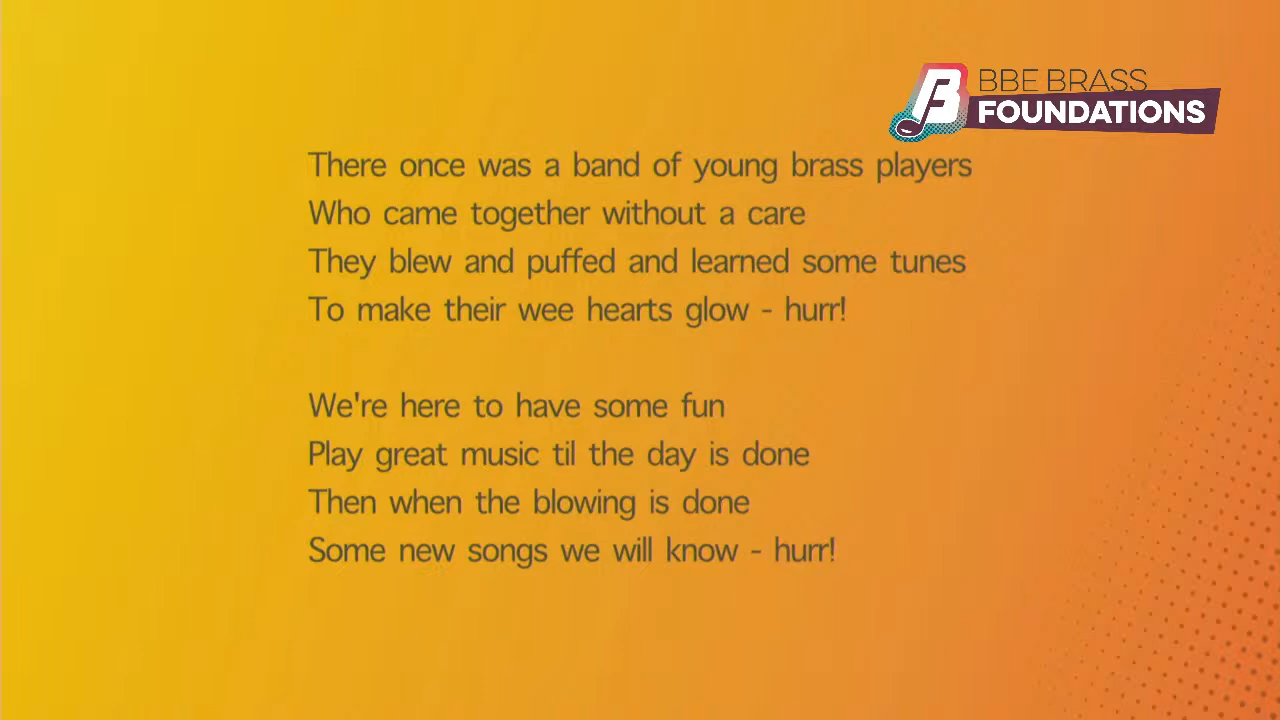 BBE BRASS
FOUNDATIONS
There once was a band of young brass players
Who came together without a care
They blew and puffed and learned some tunes
To make their wee hearts glow - hurr!
We're here to have some fun
Play great music til the day is done
Then when the blowing is done
Some new songs we will know - hurr!